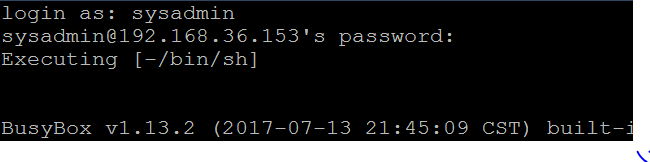 login as: sysadmin
sysadmin@192.168.36.153's password:
Executing [-/bin/sh]
BusyBox v1.13.2 (2017-07-13 21:45:09 CST) built-i